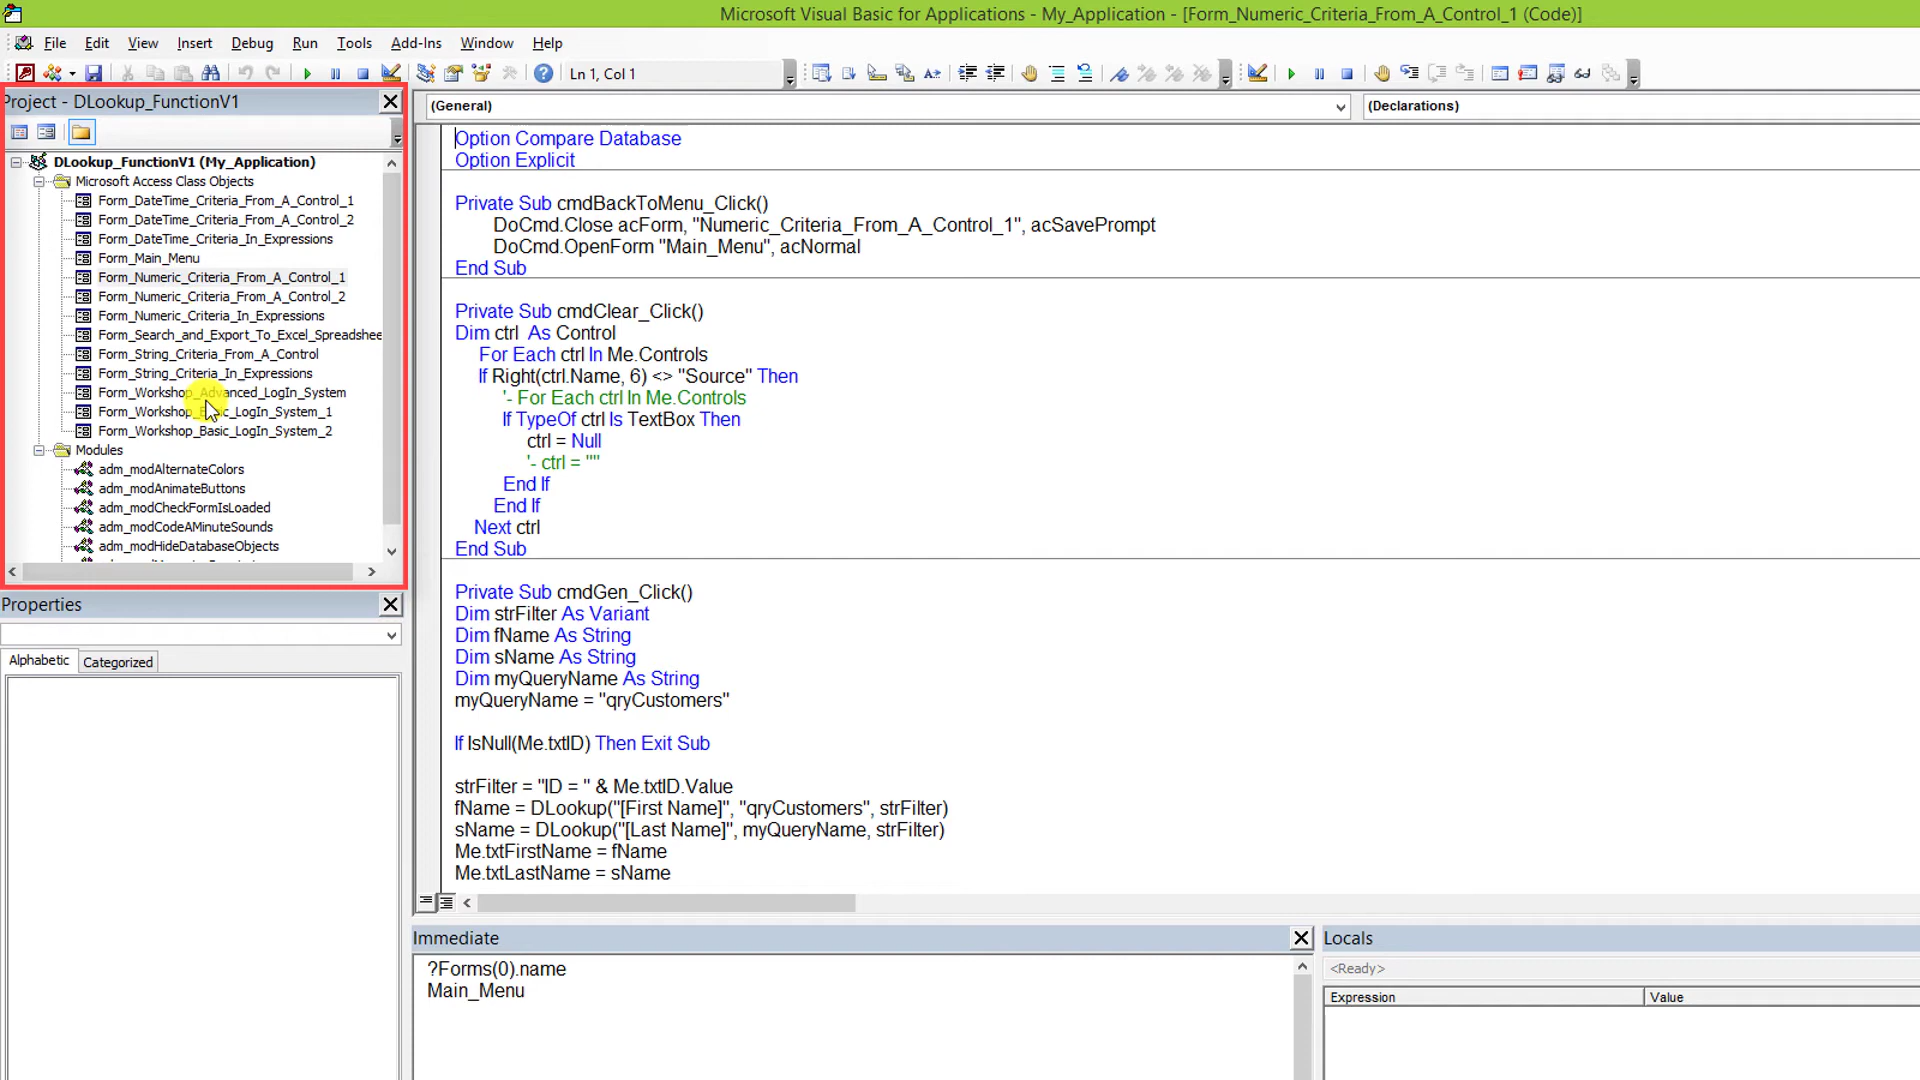 Microsoft Visual Basic for Applications - My_Application - [Form_Numeric_Criteria_From_A_Control_1 (Code)]
File Edit View Insert Debug Run Tools Add-Ins Window Help
Ln 1, Col 1
Project - DLookup_FunctionV1
DLookup_FunctionV1 (My_Application)
Microsoft Access Class Objects
Form_DateTime_Criteria_From_A_Control_1
Form_DateTime_Criteria_From_A_Control_2
Form_DateTime_Criteria_In_Expressions
Form_Main_Menu
Form_Numeric_Criteria_From_A_Control_1
Form_Numeric_Criteria_From_A_Control_2
Form_Numeric_Criteria_In_Expressions
Form_Search_and_Export_To_Excel_Spreadshee
Form_String_Criteria_From_A_Control
Form_String_Criteria_In_Expressions
Form_Workshop_Advanced_LogIn_System
Form_Workshop_Basic_LogIn_System_1
Form_Workshop_Basic_LogIn_System_2
Modules
adm_modAlternateColors
adm_modAnimateButtons
adm_modCheckFormIsLoaded
adm_modCodeAMinuteSounds
adm_modHideDatabaseObjects
Properties
Alphabetic Categorized
(General) (Declarations)
Option Compare Database
Option Explicit
Private Sub cmdBackToMenu_Click()
DoCmd.Close acForm, "Numeric_Criteria_From_A_Control_1", acSavePrompt
DoCmd.OpenForm "Main_Menu", acNormal
End Sub
Private Sub cmdClear_Click()
Dim ctrl As Control
For Each ctrl In Me.Controls
If Right(ctrl.Name, 6) <> "Source" Then
'- For Each ctrl In Me.Controls
If TypeOf ctrl Is TextBox Then
ctrl = Null
'- ctrl = ""
End If
End If
Next ctrl
End Sub
Private Sub cmdGen_Click()
Dim strFilter As Variant
Dim fName As String
Dim sName As String
Dim myQueryName As String
myQueryName = "qryCustomers"
If IsNull(Me.txtID) Then Exit Sub
strFilter = "ID = " & Me.txtID.Value
fName = DLookup("[First Name]", "qryCustomers", strFilter)
sName = DLookup("[Last Name]", myQueryName, strFilter)
Me.txtFirstName = fName
Me.txtLastName = sName
Immediate
?Forms(0).name
Main_Menu
Locals
<Ready>
Expression Value